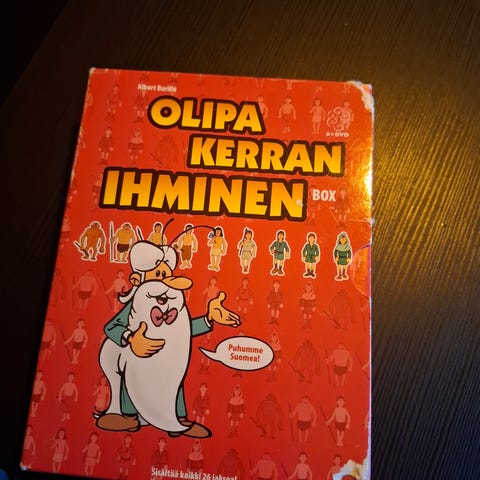 Albert Barillé
6×DVD
OLIPA
KERRAN
IHMINEN
BOX
Puhumme
Suomea!
Sisältää kaikki 26 jaksoa!